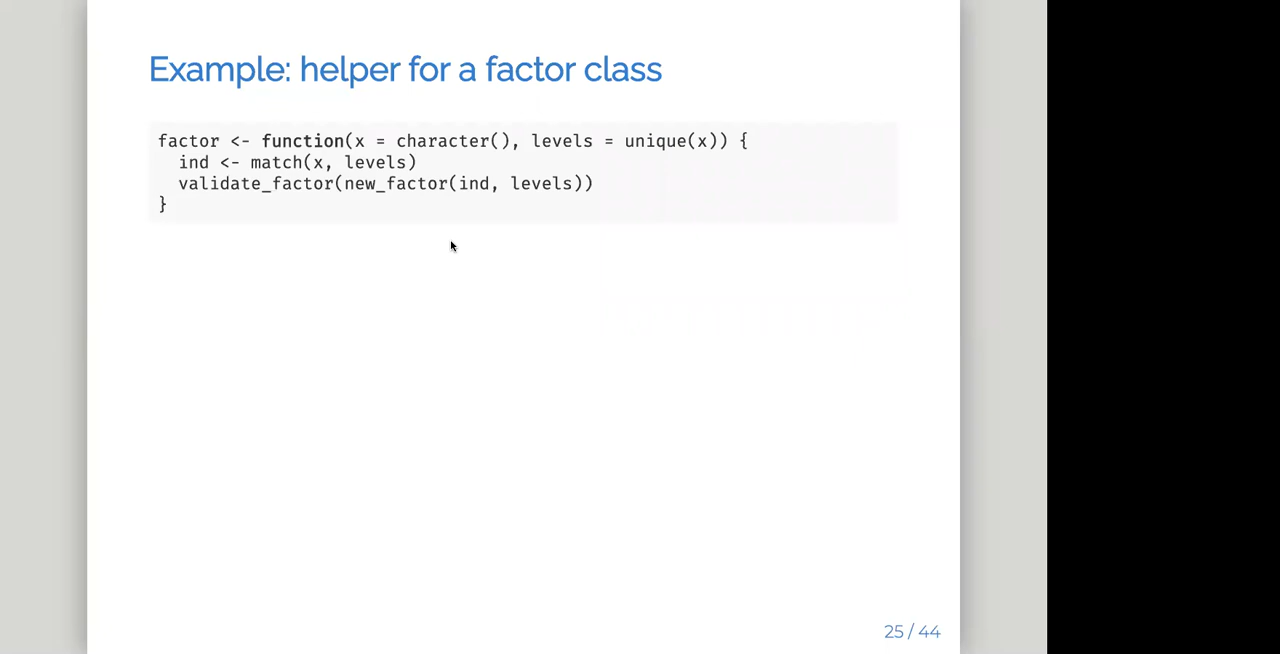 Example: helper for a factor class
factor <- function(x = character(), levels = unique(x)) {
  ind <- match(x, levels)
  validate_factor(new_factor(ind, levels))
}
25 / 44